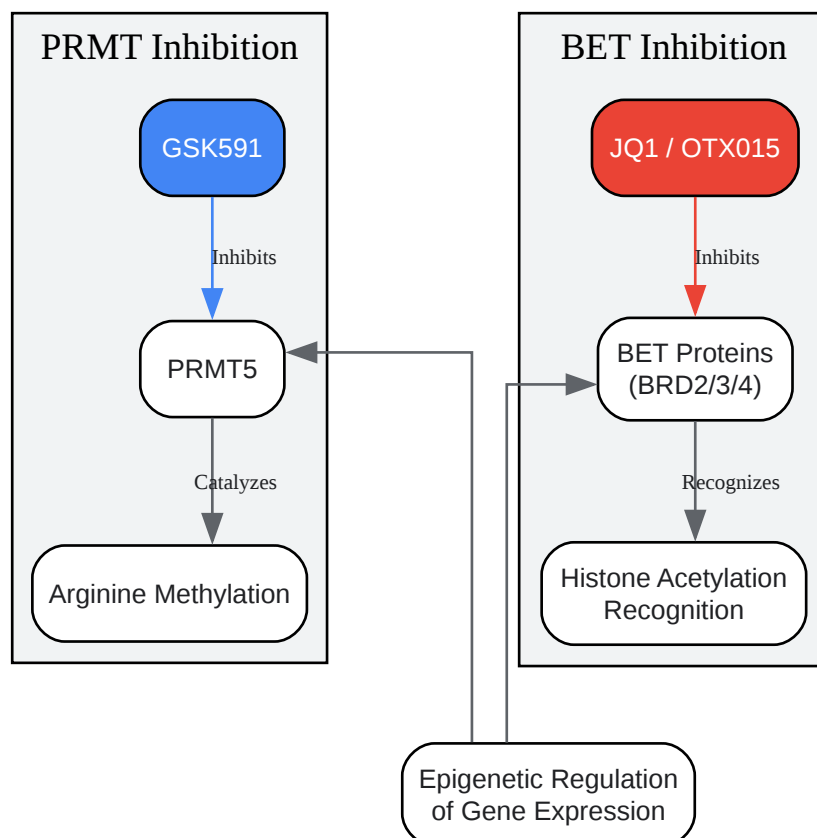 PRMT Inhibition
GSK591
Inhibits
PRMT5
Catalyzes
Arginine Methylation
BET Inhibition
JQ1 / OTX015
Inhibits
BET Proteins
(BRD2/3/4)
Recognizes
Histone Acetylation
Recognition
Epigenetic Regulation
of Gene Expression